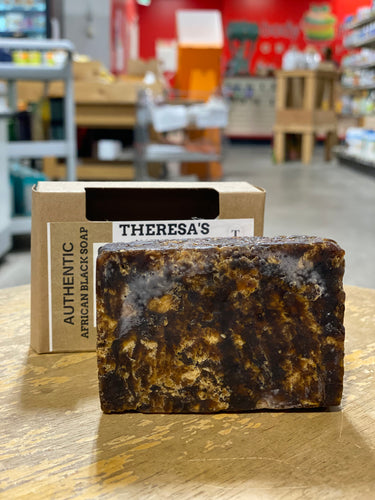 THERESA'S
T
AUTHENTIC
AFRICAN BLACK SOAP